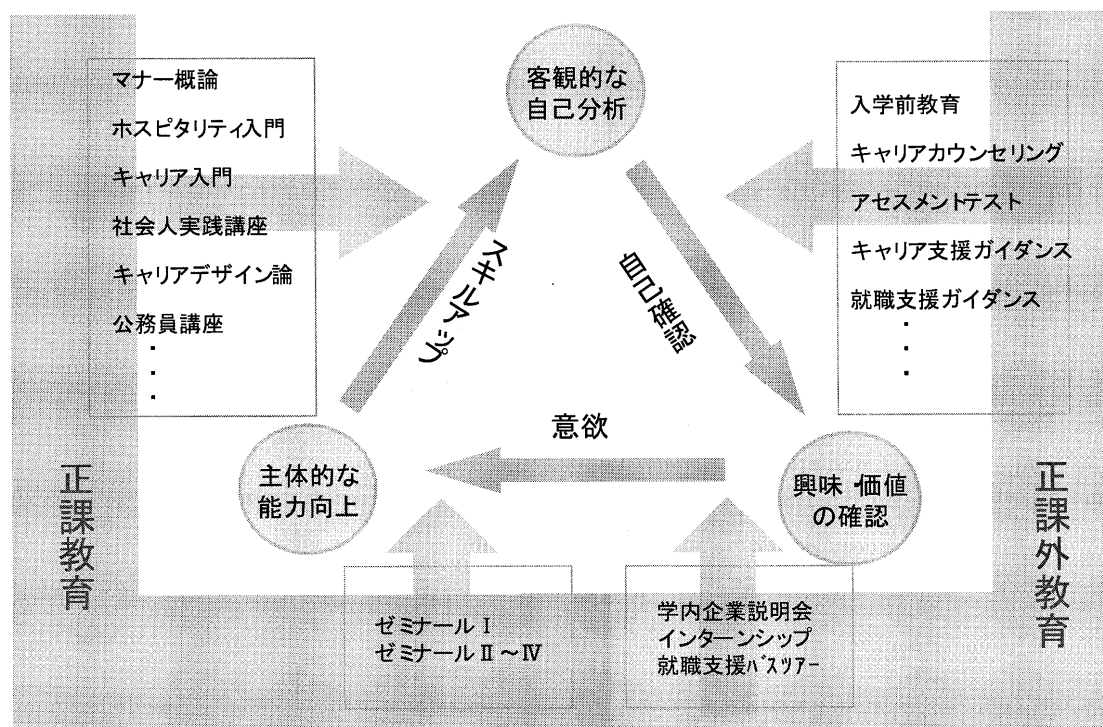 客観的な
自己分析
マナー概論
ホスピタリティ入門
キャリア入門
社会人実践講座
キャリアデザイン論
公務員講座
・
・
・
入学前教育
キャリアカウンセリング
アセスメントテスト
キャリア支援ガイダンス
就職支援ガイダンス
・
・
・
スキルアップ
自己確認
意欲
主体的な
能力向上
興味・価値
の確認
正課教育
正課外教育
ゼミナールⅠ
ゼミナールⅡ~Ⅳ
学内企業説明会
インターンシップ
就職支援バスツアー